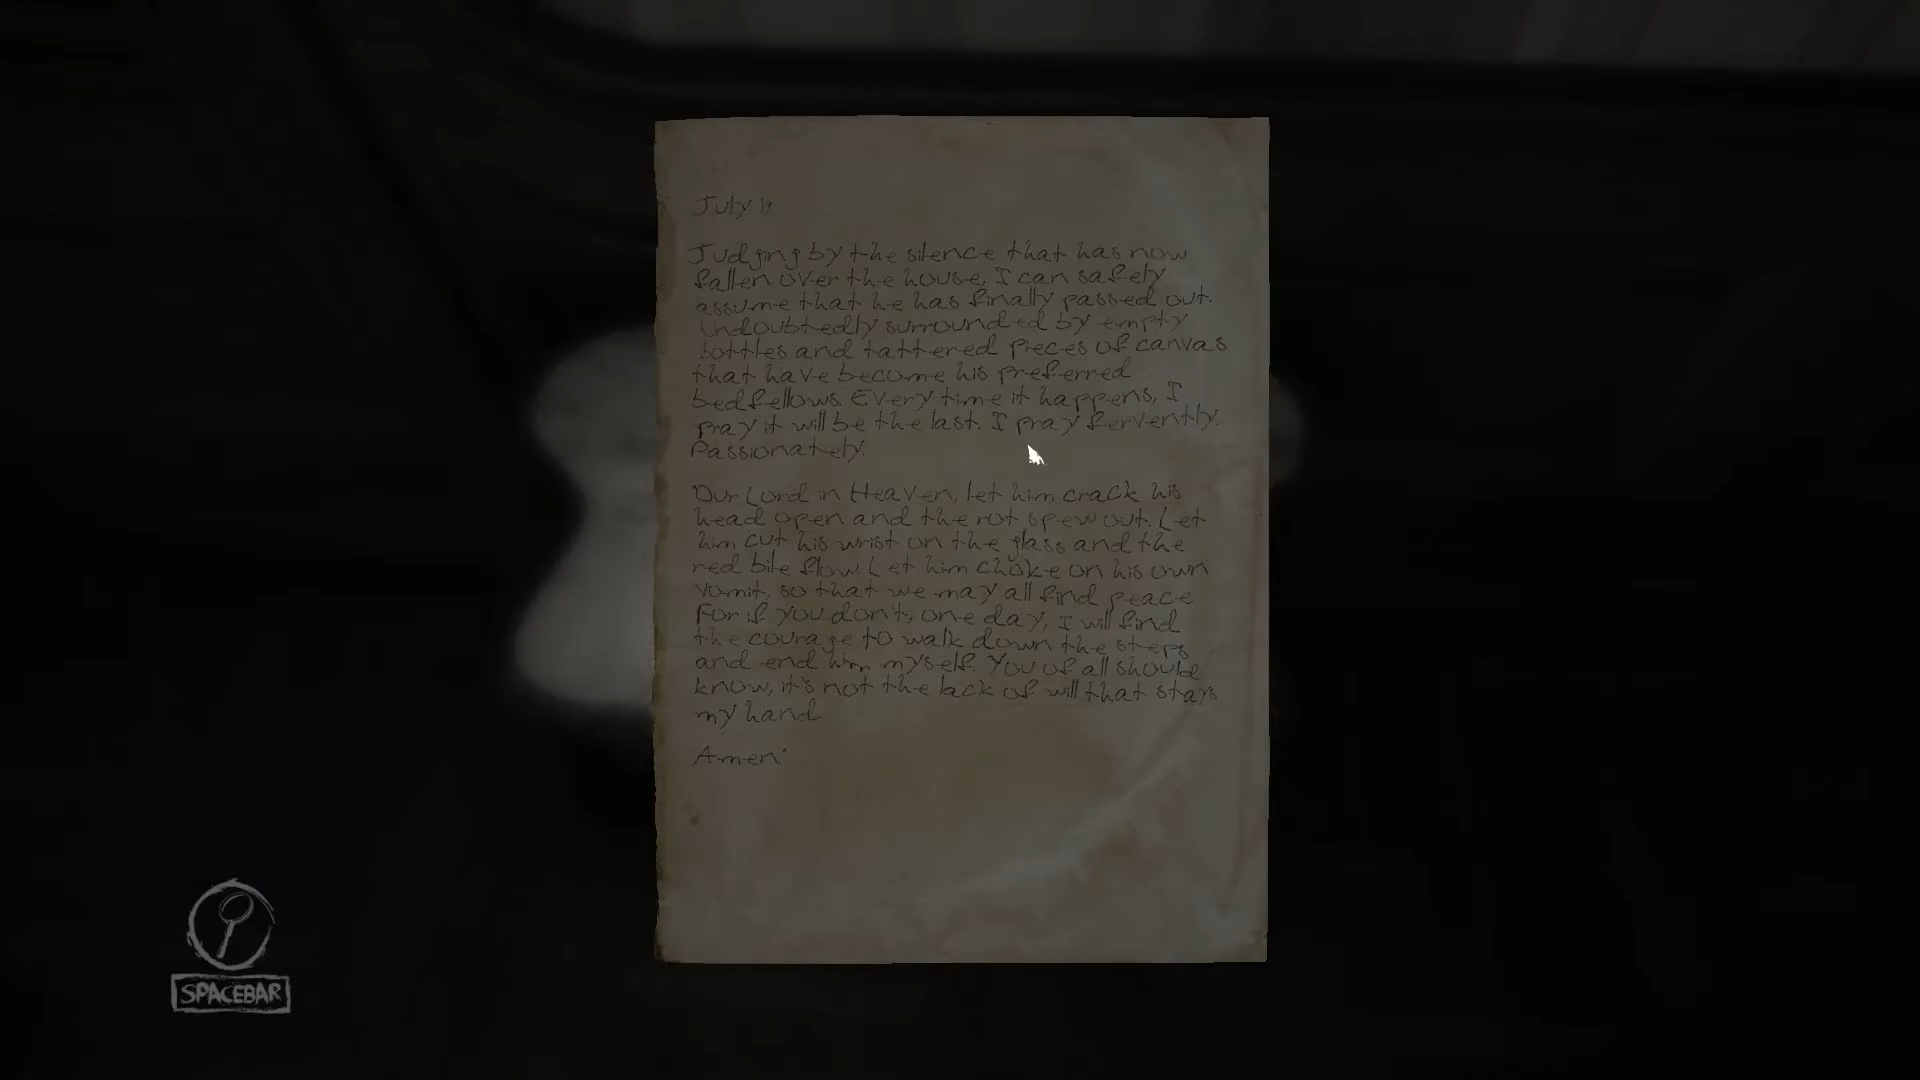 July 11
Judging by the silence that has now
fallen over the house, I can safely
assume that he has finally passed out.
Undoubtedly surrounded by empty
bottles and tattered pieces of canvas
that have become his preferred
bedfellows. Every time it happens, I
pray it will be the last. I pray fervently.
Passionately.
Our Lord in Heaven, let him crack his
head open and the rot spew out. Let
him cut his wrist on the glass and the
red bile flow. Let him choke on his own
vomit, so that we may all find peace
For if you don't, one day, I will find
the courage to walk down the steps
and end him myself. You of all should
know, it's not the lack of will that stays
my hand
Amen
SPACEBAR